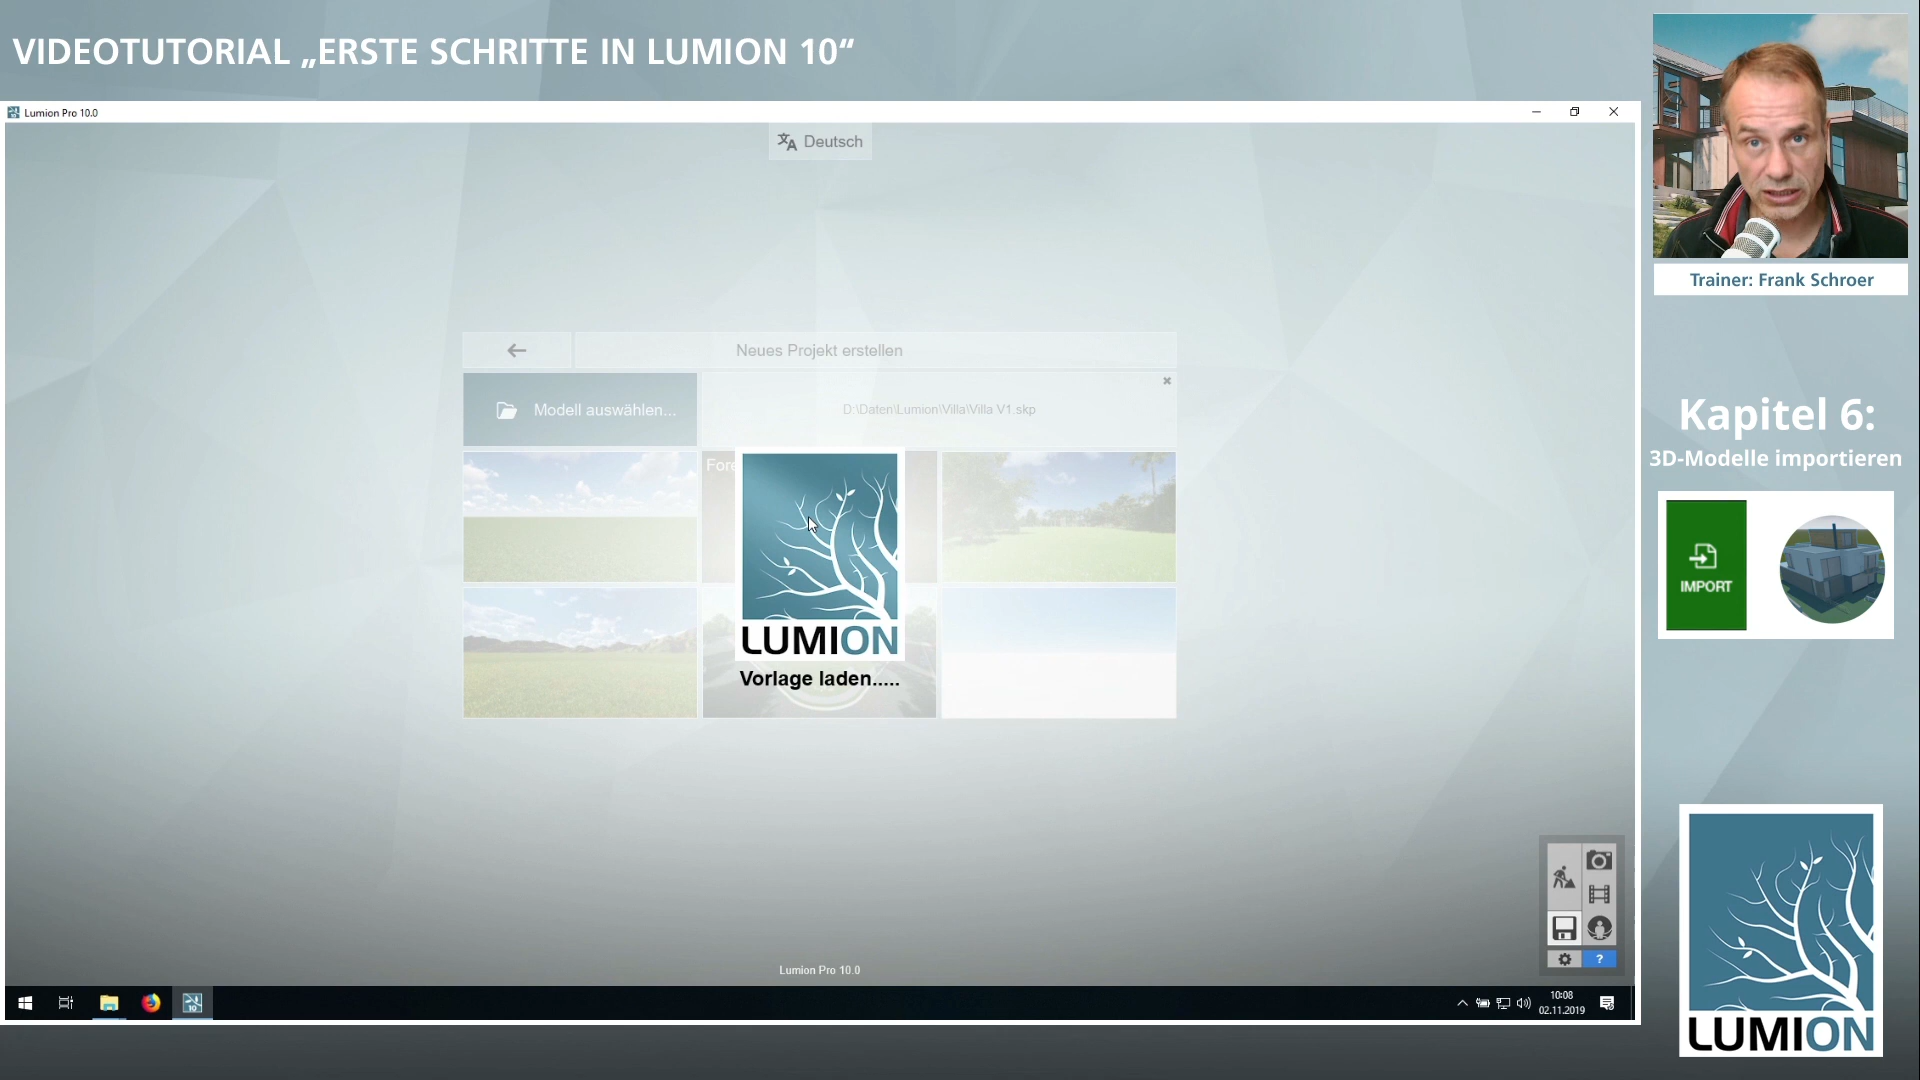 VIDEOTUTORIAL „ERSTE SCHRITTE IN LUMION 10“
Lumion Pro 10.0
Deutsch
Trainer: Frank Schroer
Neues Projekt erstellen
Modell auswählen...
D:\Daten\Lumion\Villa\Villa V1.skp
Fore
LUMION
Vorlage laden.....
Kapitel 6:
3D-Modelle importieren
IMPORT
?
Lumion Pro 10.0
10
10:08
02.11.2019
LUMION